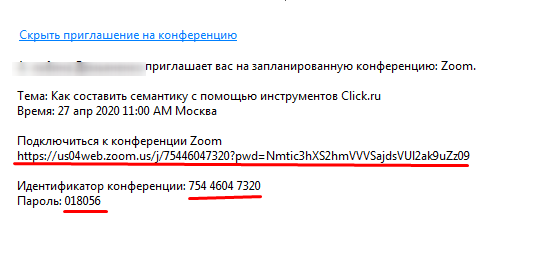 Скрыть приглашение на конференцию
приглашает вас на запланированную конференцию: Zoom.
Тема: Как составить семантику с помощью инструментов Click.ru
Время: 27 апр 2020 11:00 AM Москва
Подключиться к конференции Zoom
https://us04web.zoom.us/j/75446047320?pwd=Nmtic3hXS2hmVVVSajdsVUI2ak9uZz09
Идентификатор конференции: 754 4604 7320
Пароль: 018056